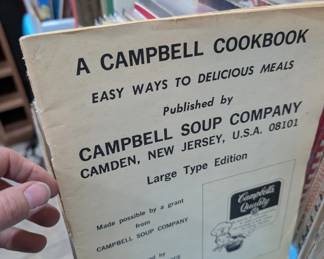 A CAMPBELL COOKBOOK
EASY WAYS TO DELICIOUS MEALS
Published by
CAMPBELL SOUP COMPANY
CAMDEN, NEW JERSEY, U.S.A. 08101
Large Type Edition
Made possible by a grant
from
CAMPBELL SOUP COMPANY
by
Campbell's
Quality